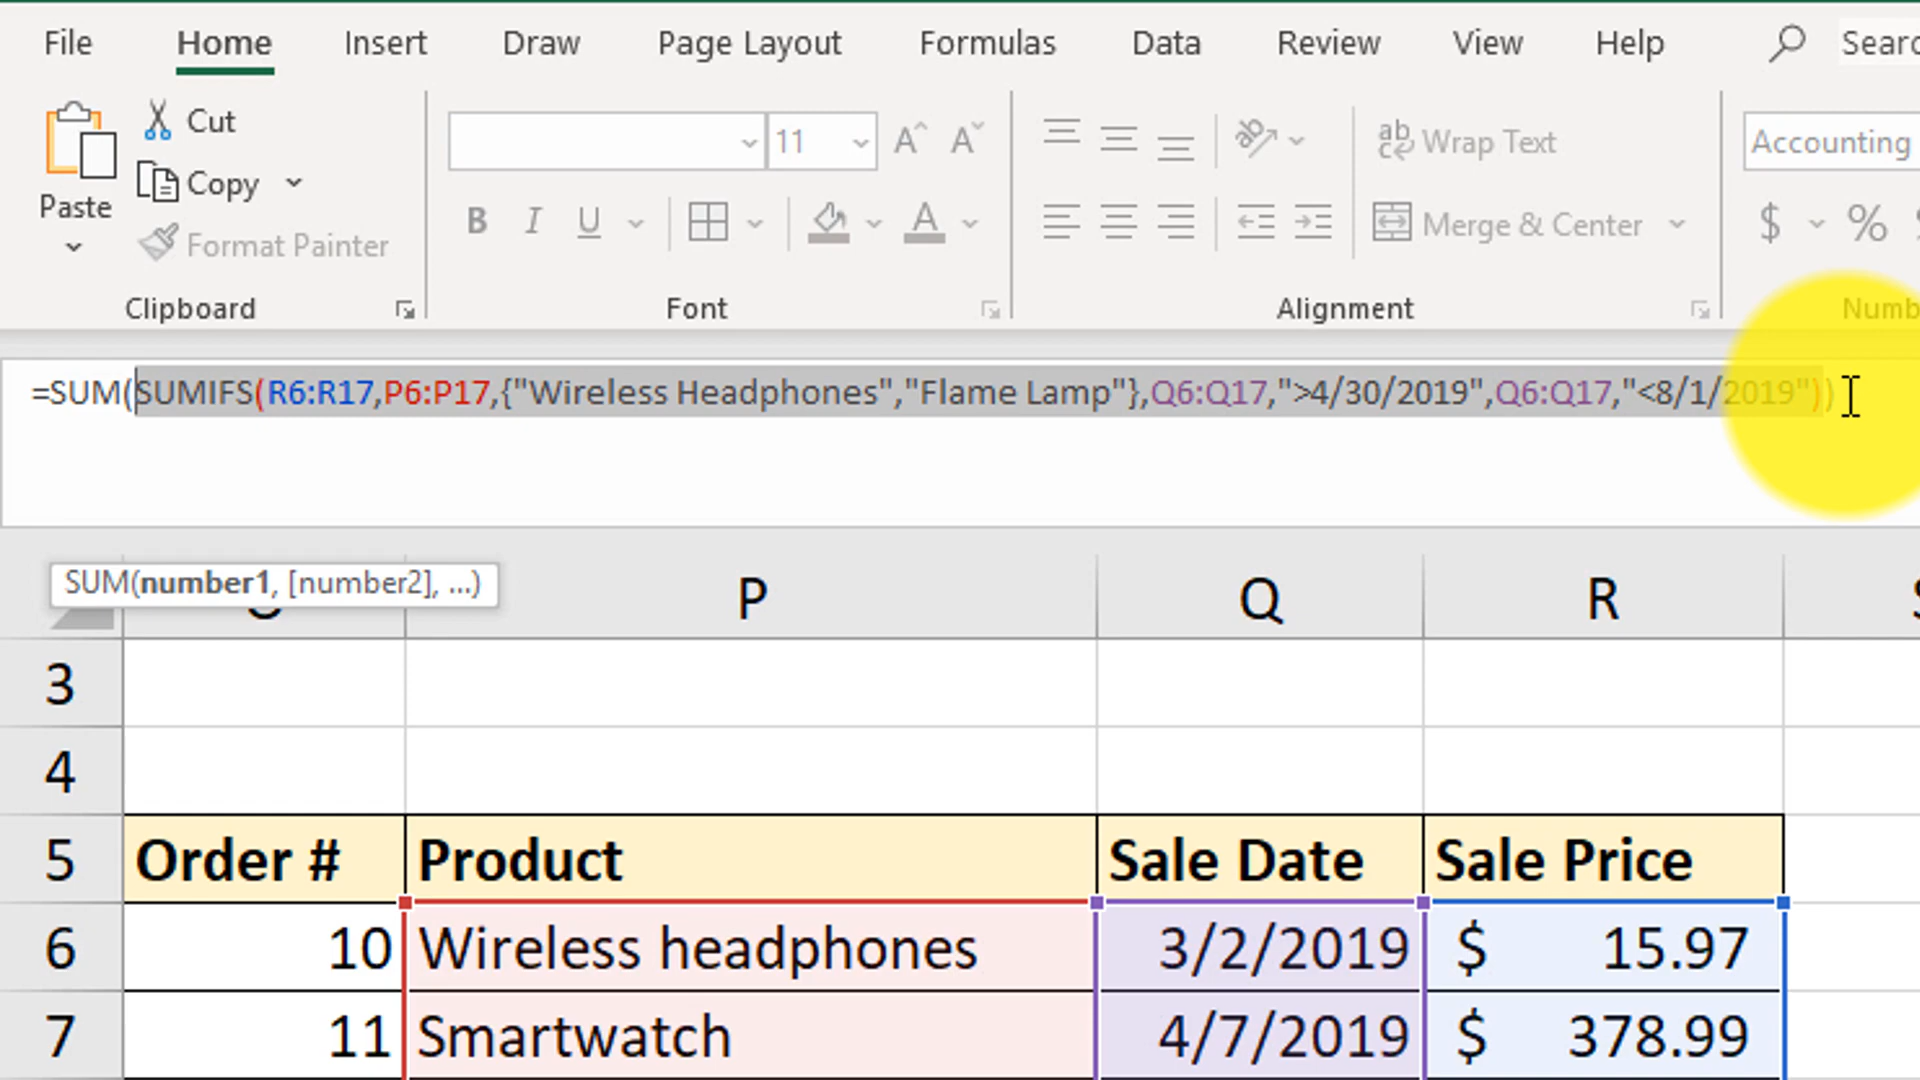 File Home Insert Draw Page Layout Formulas Data Review View Help
Cut
Copy
Format Painter
Paste
11
B I U
Wrap Text
Merge & Center
Accounting
$ %
Clipboard Font Alignment
=SUM(SUMIFS(R6:R17,P6:P17,{"Wireless Headphones","Flame Lamp"},Q6:Q17,">4/30/2019",Q6:Q17,"<8/1/2019"))
SUM(number1, [number2], ...)
P Q R
3
4
5 Order # Product Sale Date Sale Price
6 10 Wireless headphones 3/2/2019 $ 15.97
7 11 Smartwatch 4/7/2019 $ 378.99